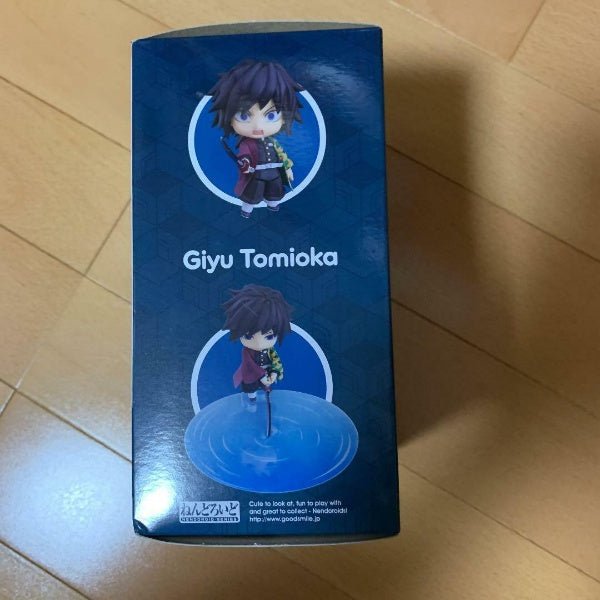 Giyu Tomioka
ねんどろいど
NENDOROID SERIES
Cute to look at, fun to play with
and great to collect - Nendoroids!
http://www.goodsmile.jp